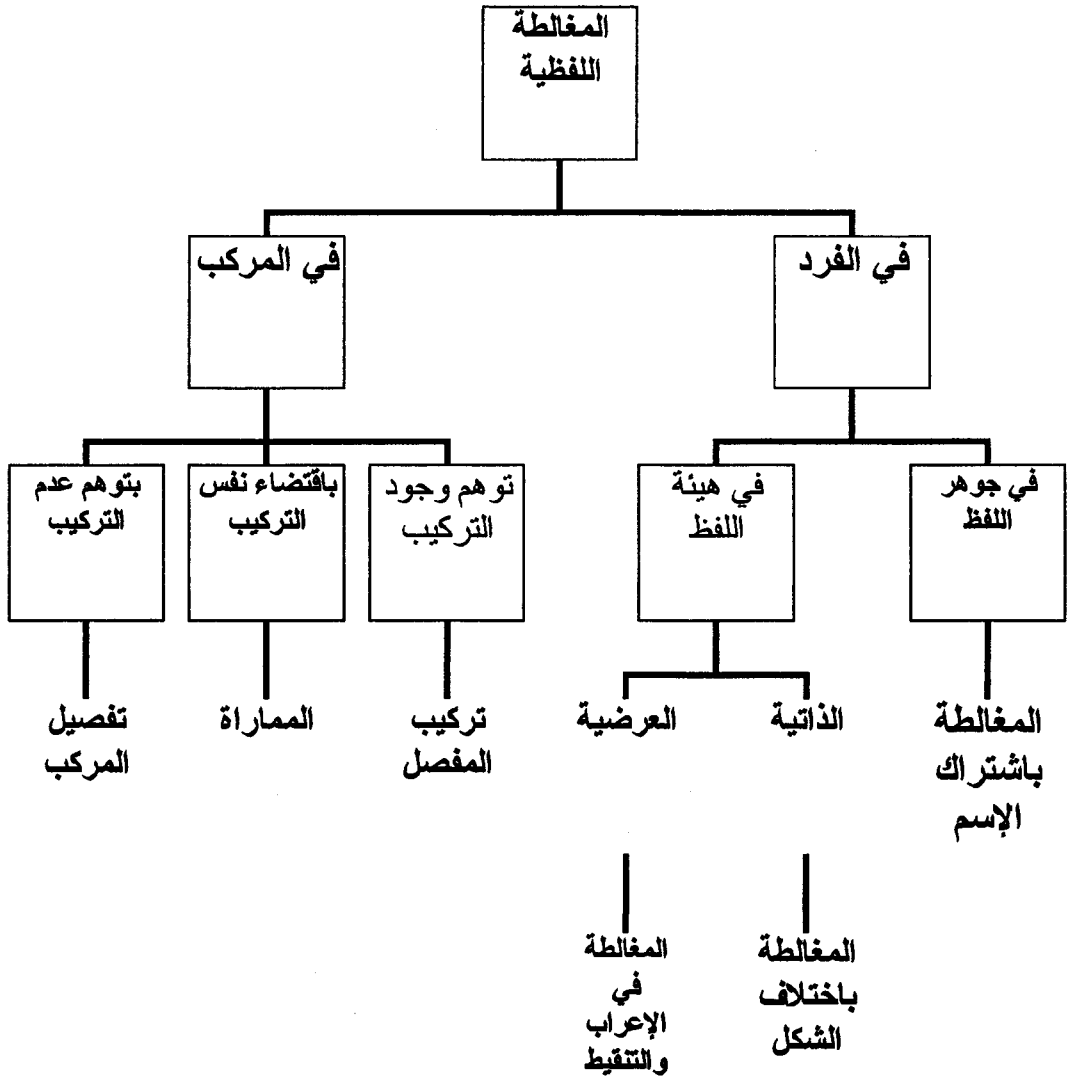 المغالطة
اللفظية
في الفرد
في المركب
في جوهر
اللفظ
في هيئة
اللفظ
توهم وجود
التركيب
باقتضاء نفس
التركيب
بتوهم عدم
التركيب
المغالطة
باشتراك
الإسم
الذاتية
العرضية
تركيب
المفصل
المماراة
تفصيل
المركب
المغالطة
باختلاف
الشكل
المغالطة
في
الإعراب
والتنقيط